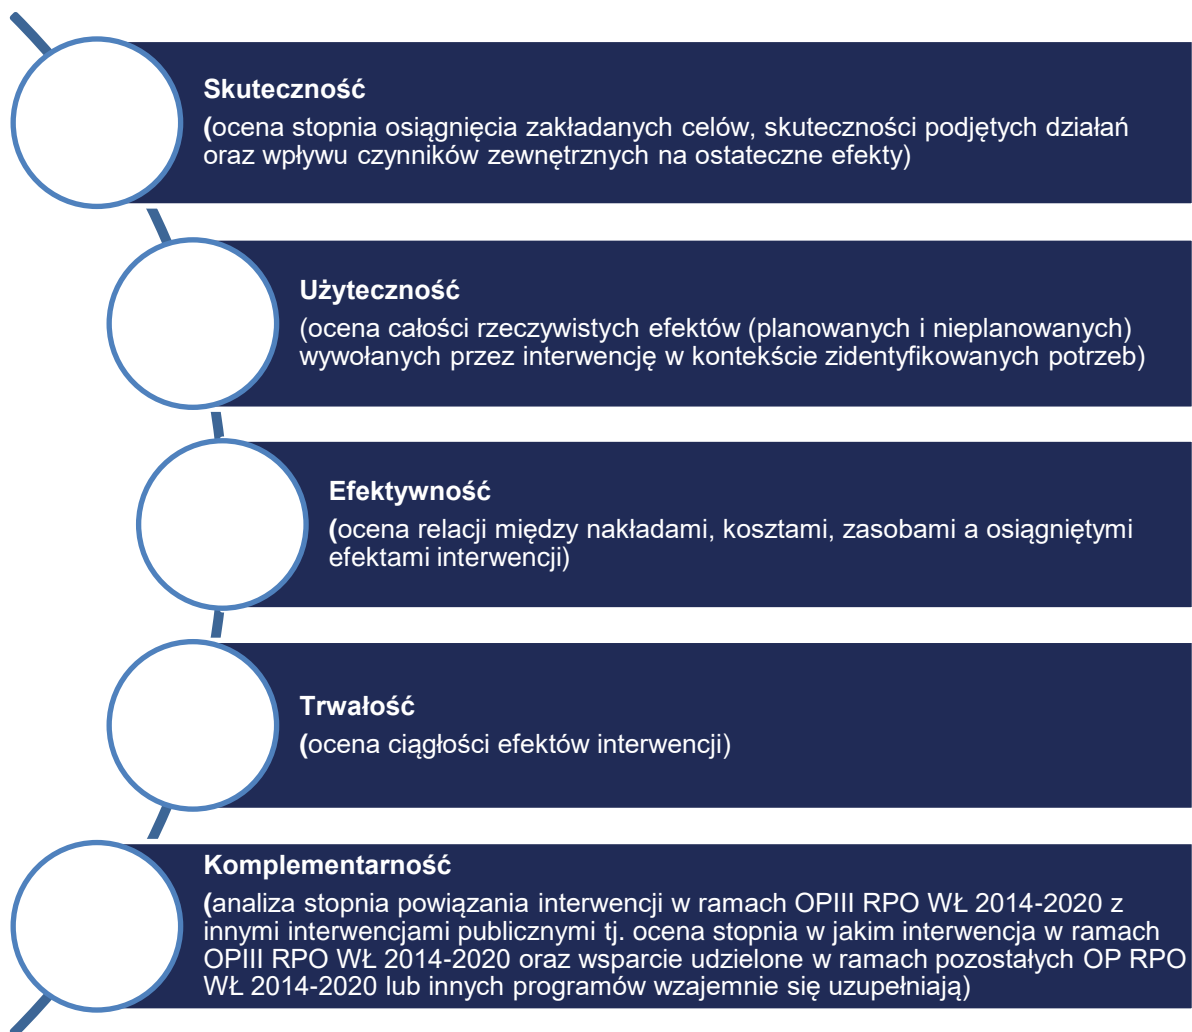 Skuteczność
(ocena stopnia osiągnięcia zakładanych celów, skuteczności podjętych działań
oraz wpływu czynników zewnętrznych na ostateczne efekty)
Użyteczność
(ocena całości rzeczywistych efektów (planowanych i nieplanowanych)
wywołanych przez interwencję w kontekście zidentyfikowanych potrzeb)
Efektywność
(ocena relacji między nakładami, kosztami, zasobami a osiągniętymi
efektami interwencji)
Trwałość
(ocena ciągłości efektów interwencji)
Komplementarność
(analiza stopnia powiązania interwencji w ramach OPIII RPO WŁ 2014-2020 z
innymi interwencjami publicznymi tj. ocena stopnia w jakim interwencja w ramach
OPIII RPO WŁ 2014-2020 oraz wsparcie udzielone w ramach pozostałych OP RPO
WŁ 2014-2020 lub innych programów wzajemnie się uzupełniają)